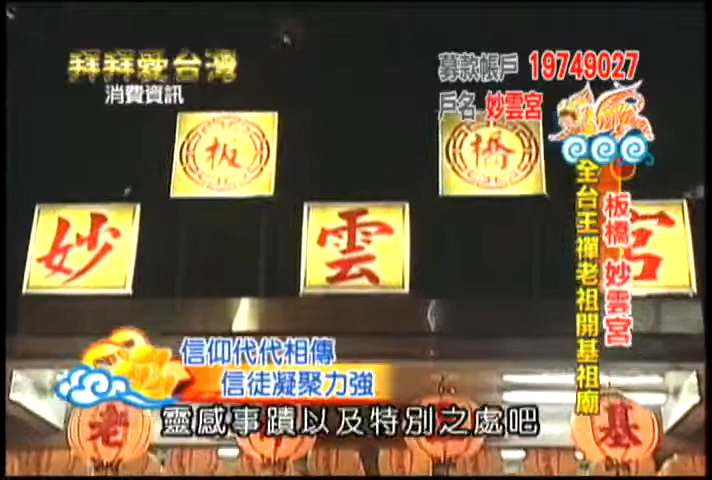 拜拜愛台灣
消費資訊
募款帳戶 19749027
戶名 妙雲宮
板 橋
妙 雲 宮
全台王禪老祖開基祖廟
板橋 妙雲宮
信仰代代相傳
信徒凝聚力強
老 基
靈感事蹟以及特別之處吧